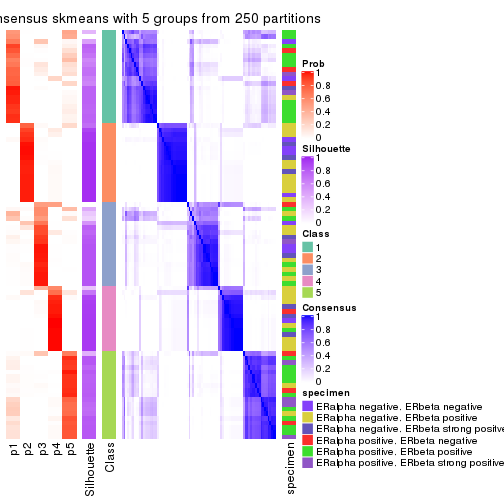 nsensus skmeans with 5 groups from 250 partitions
Prob
1
0.8
0.6
0.4
0.2
0
Silhouette
1
0.8
0.6
0.4
0.2
0
Class
1
2
3
4
5
Consensus
1
0.8
0.6
0.4
0.2
0
specimen
ERalpha negative, ERbeta negative
ERalpha negative, ERbeta positive
ERalpha negative, ERbeta strong positive
ERalpha positive, ERbeta negative
ERalpha positive, ERbeta positive
ERalpha positive, ERbeta strong positive
p1
p2
p3
p4
p5
Silhouette
Class
specimen